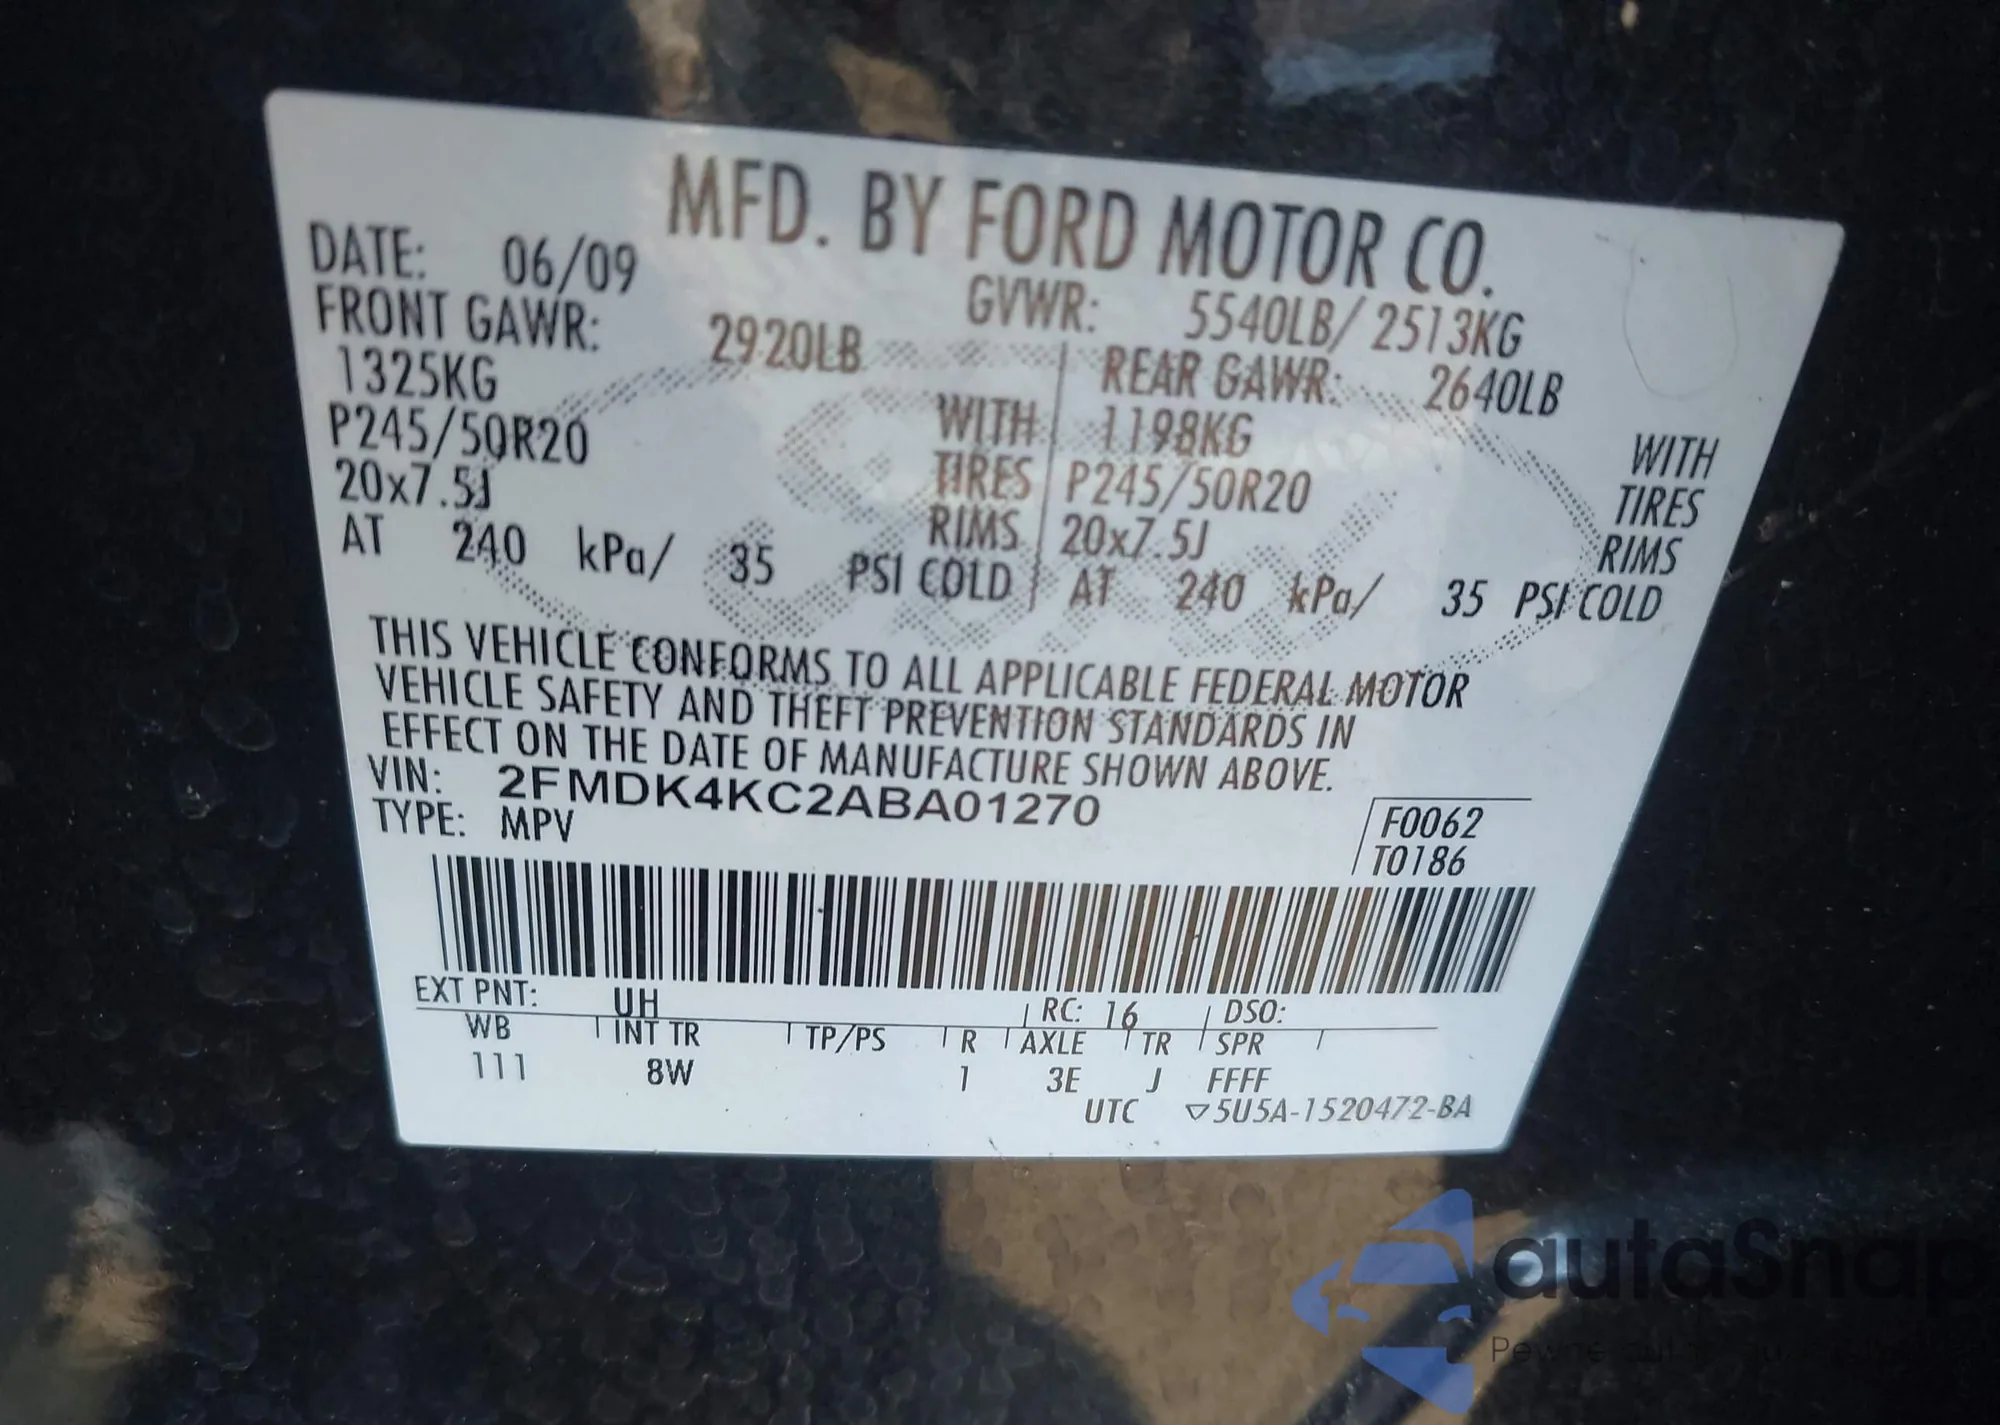 MFD. BY FORD MOTOR CO.
DATE: 06/09 GVWR: 5540LB/ 2513KG
FRONT GAWR: 2920LB REAR GAWR: 2640LB
1325KG WITH 1198KG WITH
P245/50R20 TIRES P245/50R20 TIRES
20x7.5J RIMS 20x7.5J RIMS
AT 240 kPa/ 35 PSI COLD AT 240 kPa/ 35 PSI COLD
THIS VEHICLE CONFORMS TO ALL APPLICABLE FEDERAL MOTOR
VEHICLE SAFETY AND THEFT PREVENTION STANDARDS IN
EFFECT ON THE DATE OF MANUFACTURE SHOWN ABOVE.
VIN: 2FMDK4KC2ABA01270
TYPE: MPV
F0062
T0186
EXT PNT: UH RC: 16 DSO:
WB INT TR TP/PS R AXLE TR SPR
111 8W 1 3E J FFFF
UTC ▽5U5A-1520472-BA
autaSnap